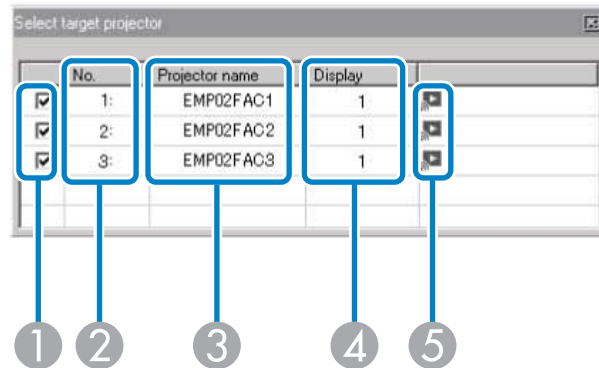 Select target projector
No. Projector name Display
1: EMP02FAC1 1
2: EMP02FAC2 1
3: EMP02FAC3 1
1 2 3 4 5